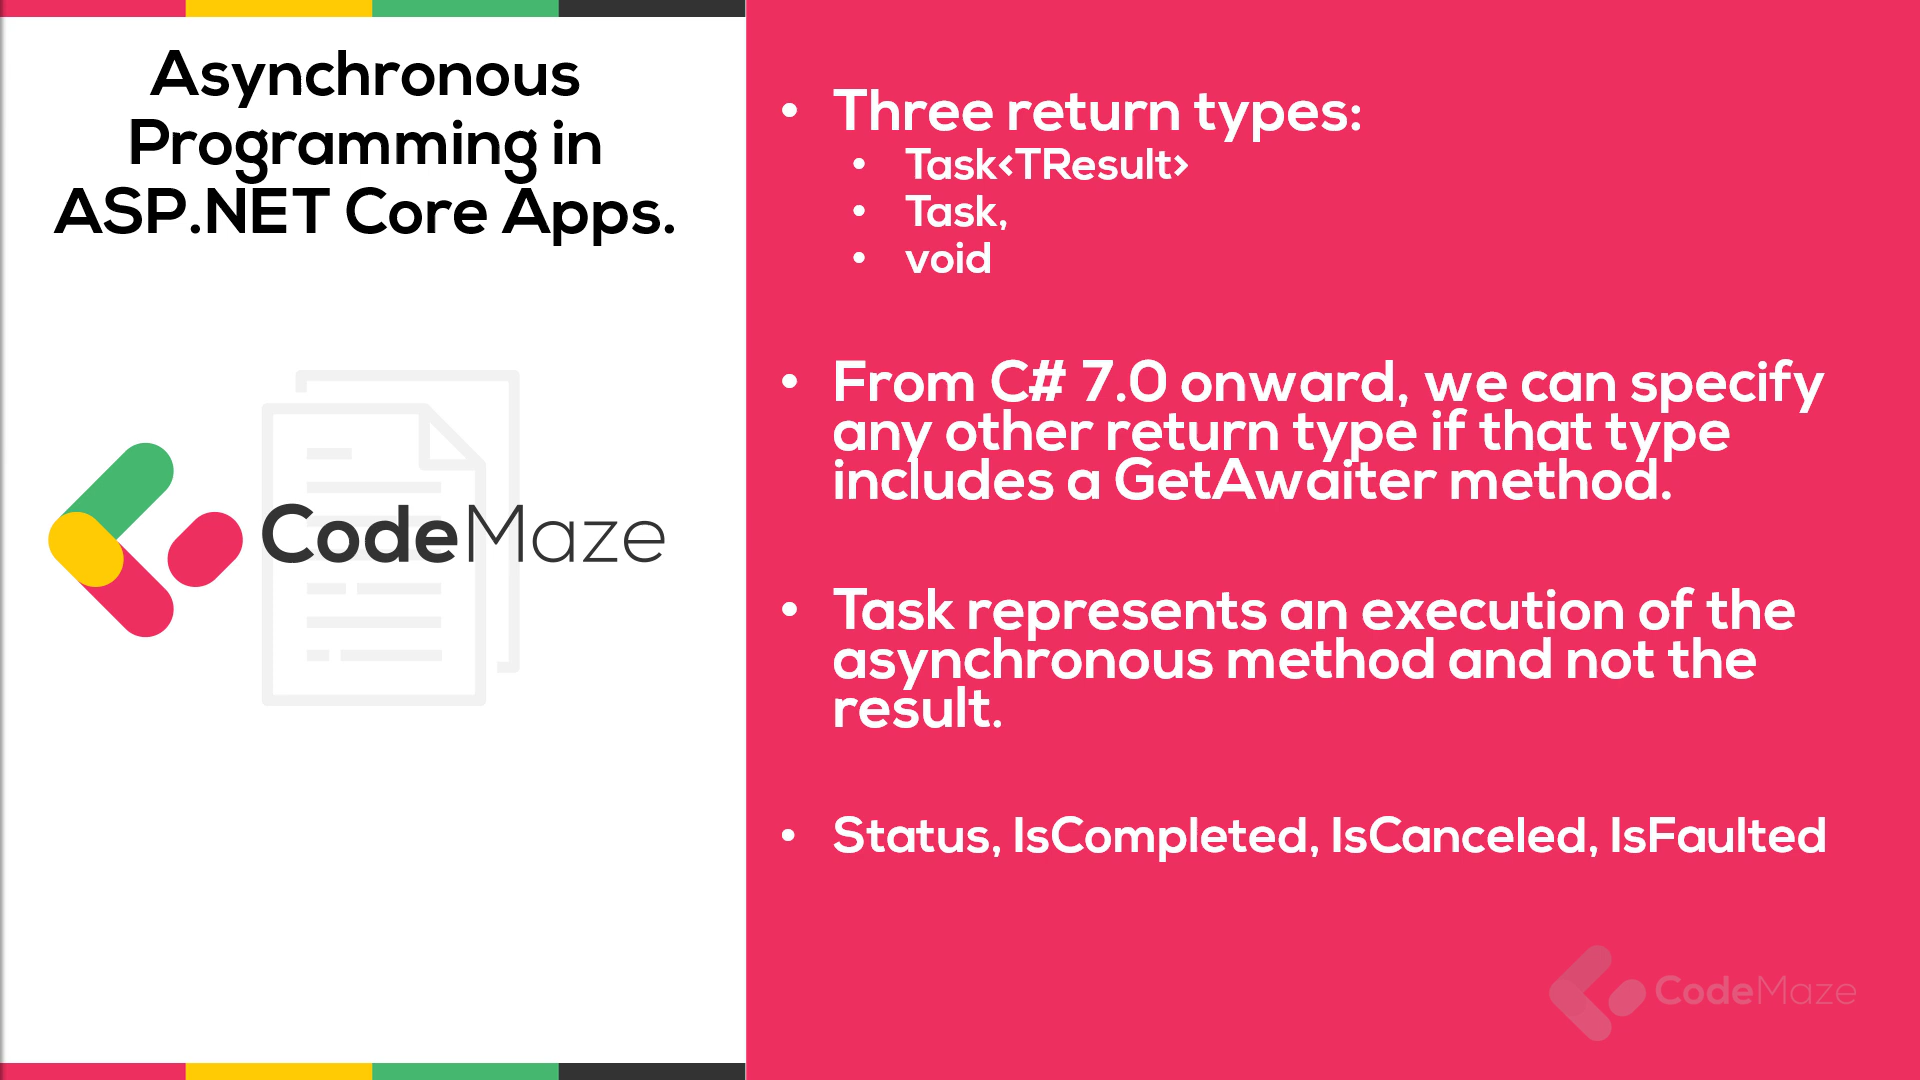 Asynchronous
Programming in
ASP.NET Core Apps.
CodeMaze
• Three return types:
• Task<TResult>
• Task,
• void
• From C# 7.0 onward, we can specify
any other return type if that type
includes a GetAwaiter method.
• Task represents an execution of the
asynchronous method and not the
result.
• Status, IsCompleted, IsCanceled, IsFaulted
CodeMaze